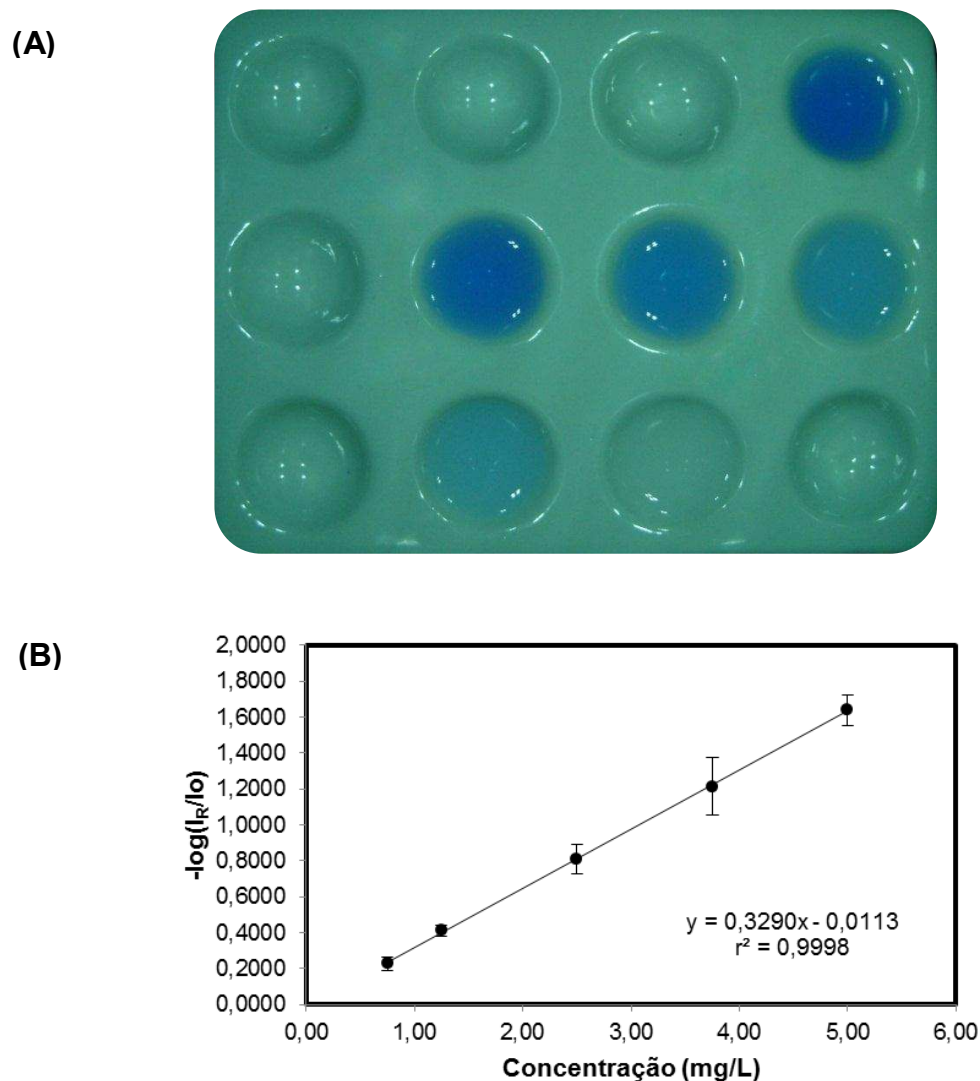 (A)
(B)
2,0000
1,8000
1,6000
1,4000
1,2000
1,0000
0,8000
0,6000
0,4000
0,2000
0,0000
-log(I_R/Io)
y = 0,3290x - 0,0113
r² = 0,9998
0,00 1,00 2,00 3,00 4,00 5,00 6,00
Concentração (mg/L)